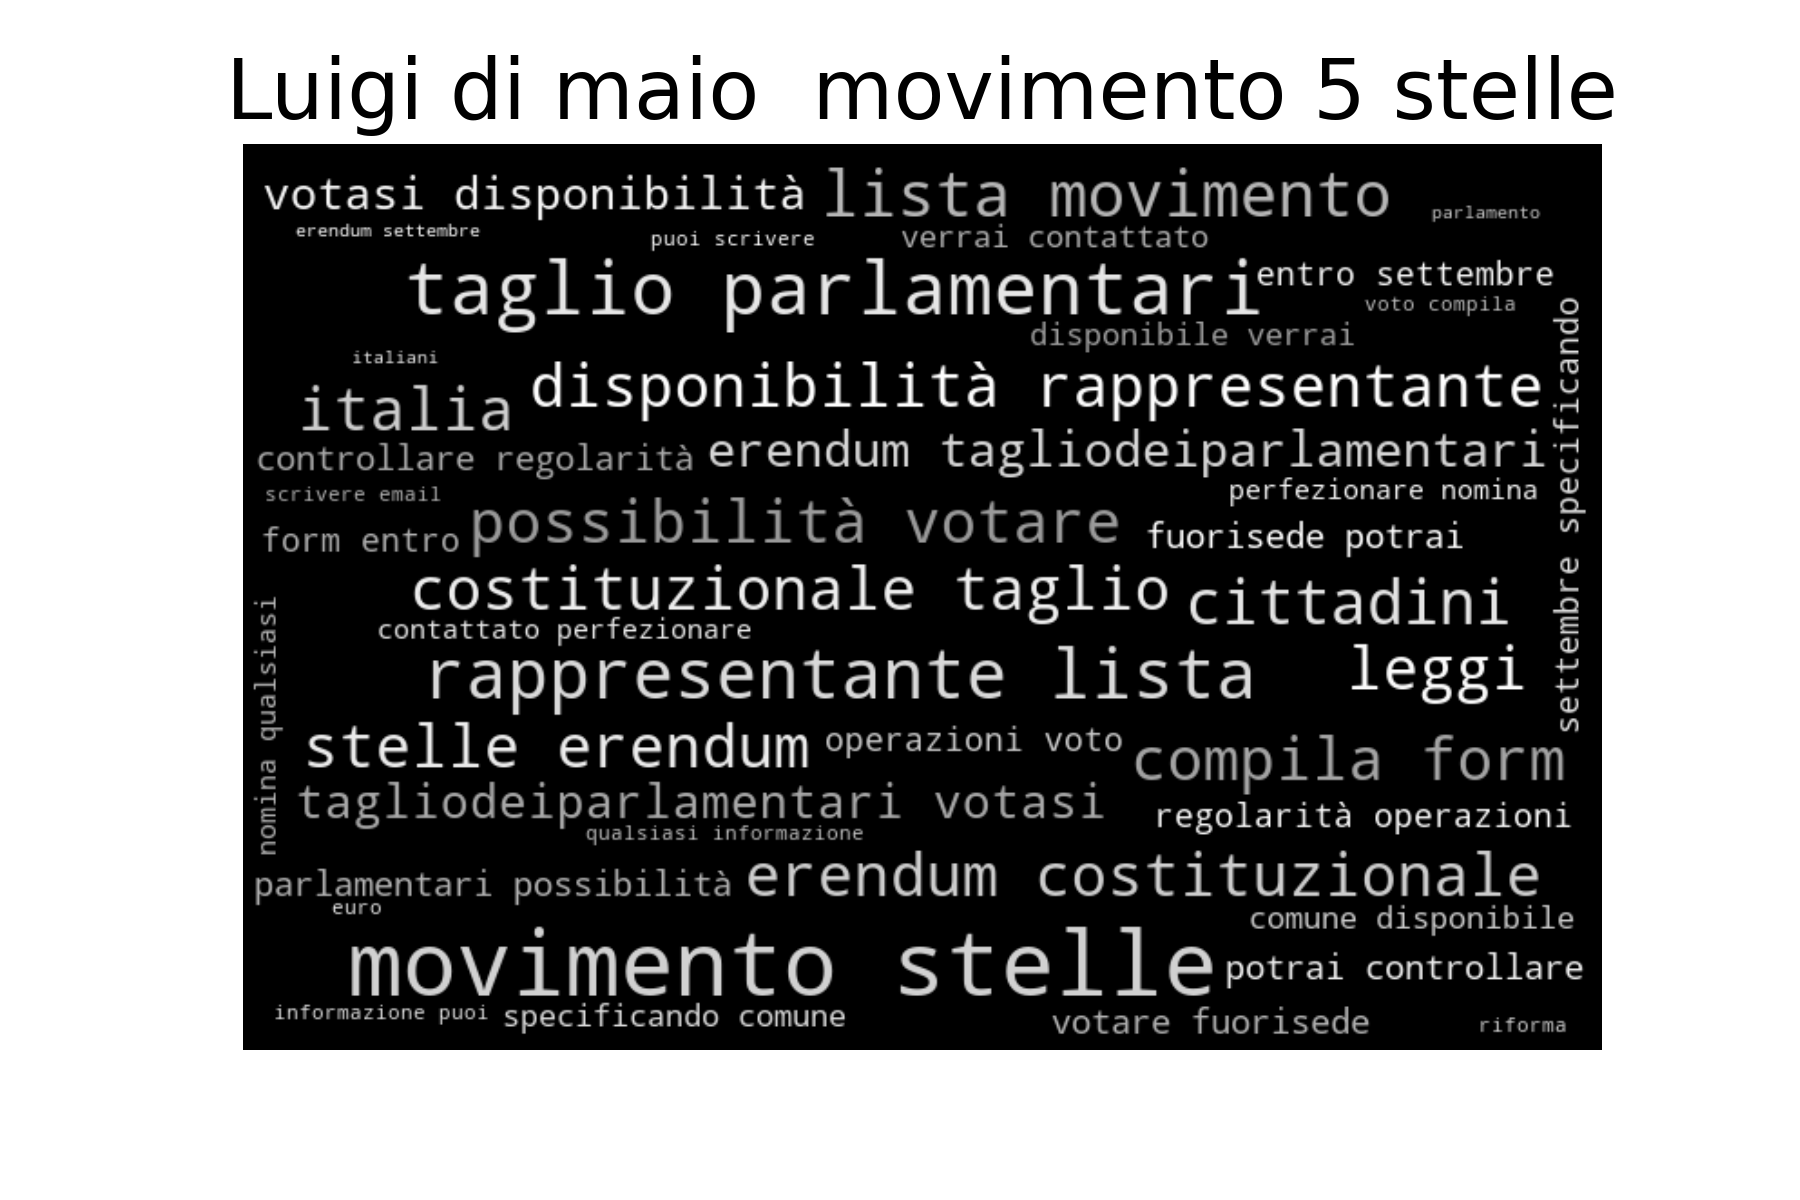 Luigi di maio  movimento 5 stelle
votasi disponibilità
lista movimento
parlamento
erendum settembre
puoi scrivere
verrai contattato
taglio parlamentari
entro settembre
voto compila
disponibile verrai
settembre specificando
italiani
italia
disponibilità rappresentante
controllare regolarità
erendum tagliodeiparlamentari
scrivere email
perfezionare nomina
form entro
possibilità votare
fuorisede potrai
costituzionale taglio
cittadini
contattato perfezionare
nomina qualsiasi
rappresentante lista
leggi
stelle erendum
operazioni voto
compila form
tagliodeiparlamentari votasi
regolarità operazioni
qualsiasi informazione
parlamentari possibilità
erendum costituzionale
euro
comune disponibile
movimento stelle
potrai controllare
informazione puoi
specificando comune
votare fuorisede
riforma